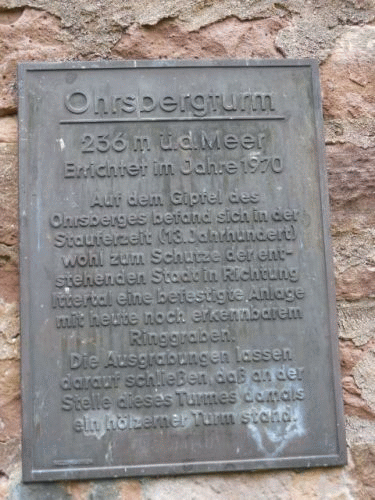 Ohrsbergturm
236 m ü.d.Meer
Errichtet im Jahre 1970
Auf dem Gipfel des
Ohrsberges befand sich in der
Stauferzeit (13. Jahrhundert)
wohl zum Schutze der ent-
stehenden Stadt in Richtung
Ittertal eine befestigte Anlage
mit heute noch erkennbarem
Ringgraben.
Die Ausgrabungen lassen
darauf schließen, daß an der
Stelle dieses Turmes damals
ein hölzerner Turm stand.